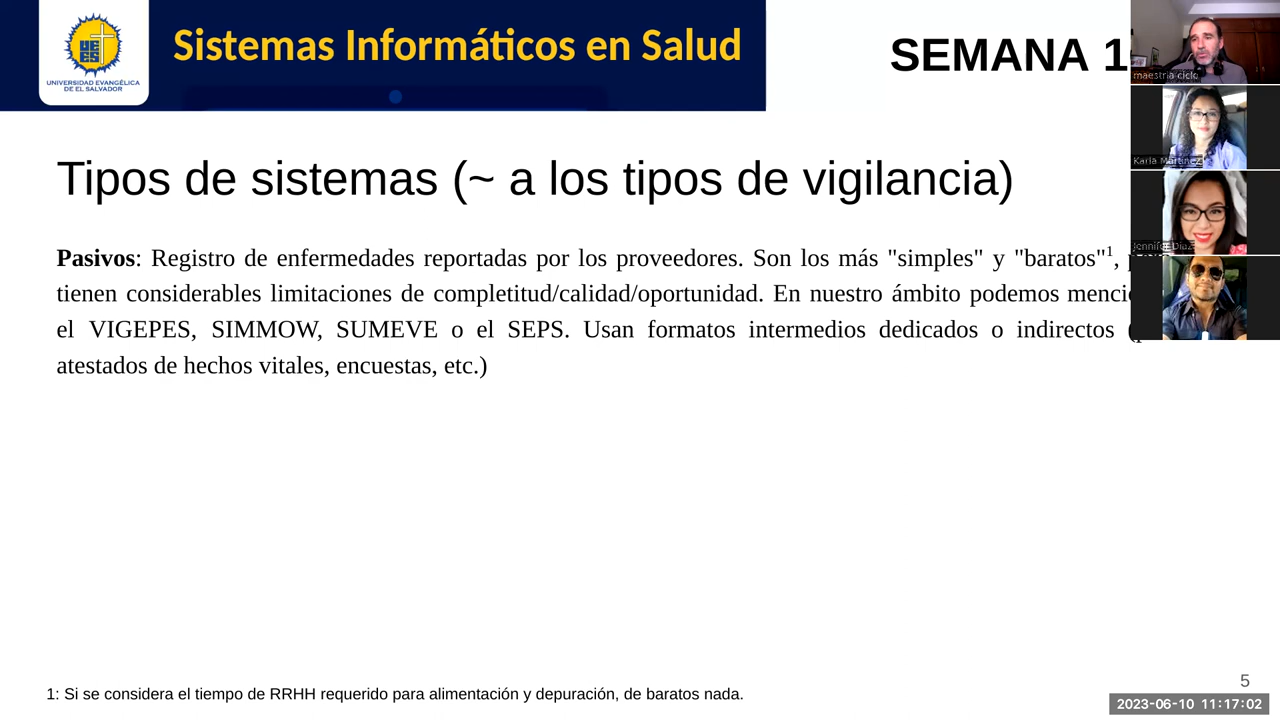 Sistemas Informáticos en Salud
UNIVERSIDAD EVANGÉLICA
DE EL SALVADOR
SEMANA 1
maestria ciclo
Karla Martinez
Jennifer Diaz
Tipos de sistemas (~ a los tipos de vigilancia)
Pasivos: Registro de enfermedades reportadas por los proveedores. Son los más "simples" y "baratos"1,
tienen considerables limitaciones de completitud/calidad/oportunidad. En nuestro ámbito podemos
el VIGEPES, SIMMOW, SUMEVE o el SEPS. Usan formatos intermedios dedicados o indirectos
atestados de hechos vitales, encuestas, etc.)
1: Si se considera el tiempo de RRHH requerido para alimentación y depuración, de baratos nada.
5
2023-06-10 11:17:02